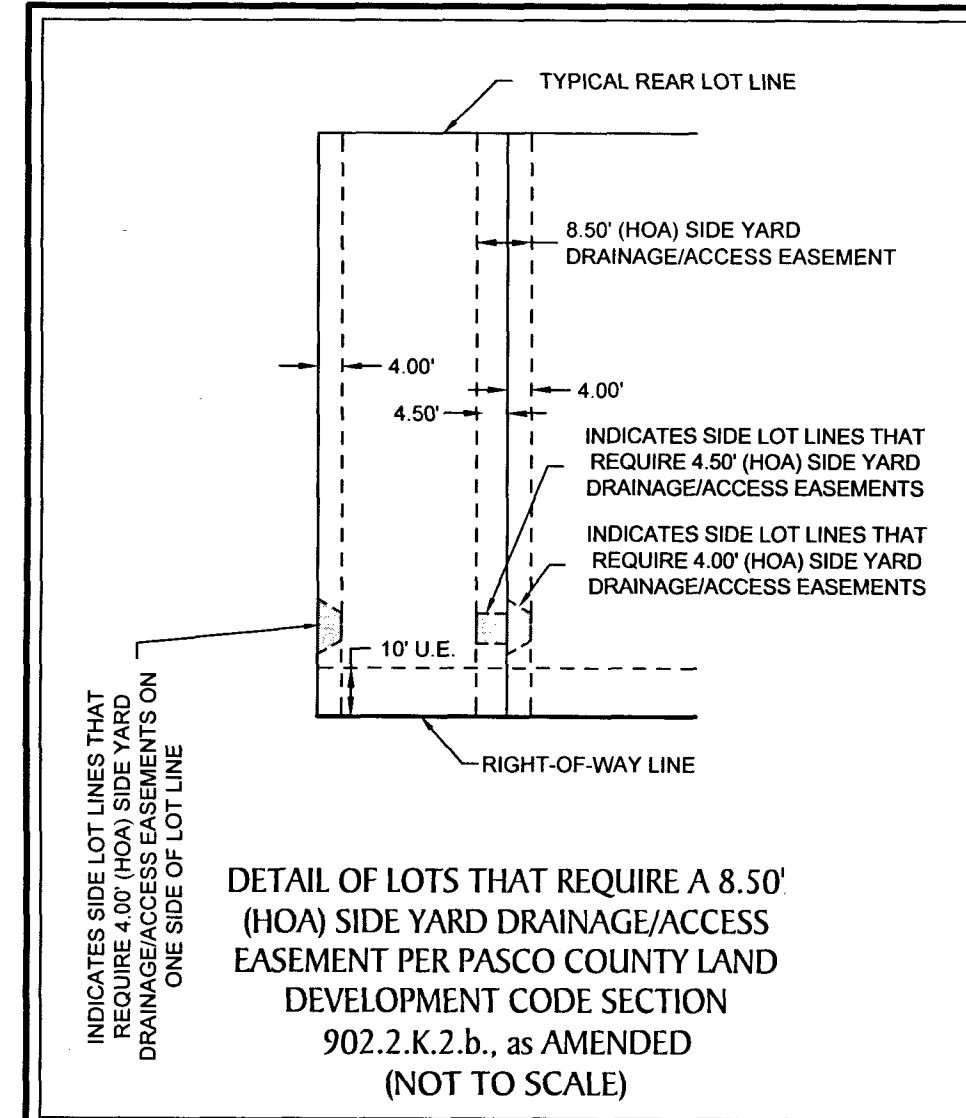 TYPICAL REAR LOT LINE
8.50' (HOA) SIDE YARD
DRAINAGE/ACCESS EASEMENT
4.00'
4.00'
4.50'
INDICATES SIDE LOT LINES THAT
REQUIRE 4.50' (HOA) SIDE YARD
DRAINAGE/ACCESS EASEMENTS
INDICATES SIDE LOT LINES THAT
REQUIRE 4.00' (HOA) SIDE YARD
DRAINAGE/ACCESS EASEMENTS
10' U.E.
RIGHT-OF-WAY LINE
INDICATES SIDE LOT LINES THAT
REQUIRE 4.00' (HOA) SIDE YARD
DRAINAGE/ACCESS EASEMENTS ON
ONE SIDE OF LOT LINE
DETAIL OF LOTS THAT REQUIRE A 8.50'
(HOA) SIDE YARD DRAINAGE/ACCESS
EASEMENT PER PASCO COUNTY LAND
DEVELOPMENT CODE SECTION
902.2.K.2.b., as AMENDED
(NOT TO SCALE)